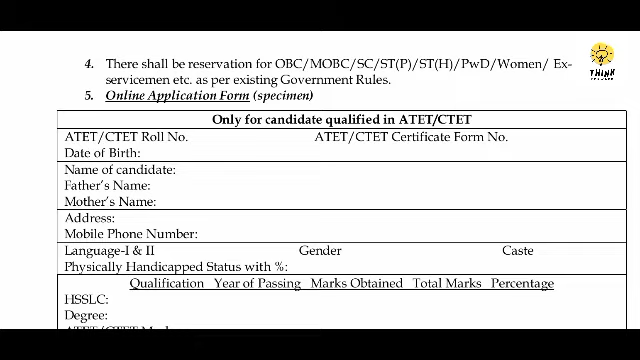 4. There shall be reservation for OBC/MOBC/SC/ST(P)/ST(H)/PwD/Women/ Ex-
servicemen etc. as per existing Government Rules.
5. Online Application Form (specimen)
Only for candidate qualified in ATET/CTET
ATET/CTET Roll No. ATET/CTET Certificate Form No.
Date of Birth:
Name of candidate:
Father's Name:
Mother's Name:
Address:
Mobile Phone Number:
Language-I & II Gender Caste
Physically Handicapped Status with %:
Qualification Year of Passing Marks Obtained Total Marks Percentage
HSSLC:
Degree:
THINK